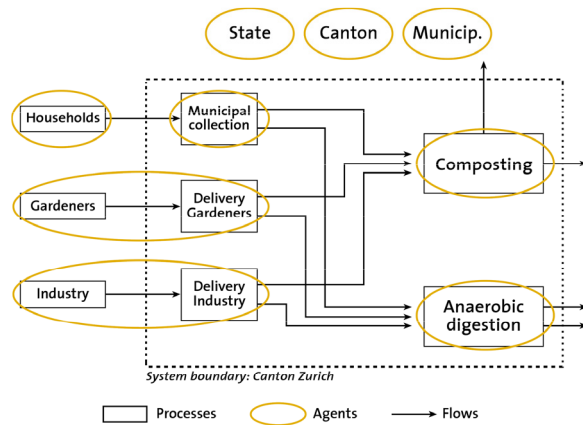 State
Canton
Municip.
Households
Municipal
collection
Composting
Gardeners
Delivery
Gardeners
Industry
Delivery
Industry
Anaerobic
digestion
System boundary: Canton Zurich
Processes
Agents
Flows